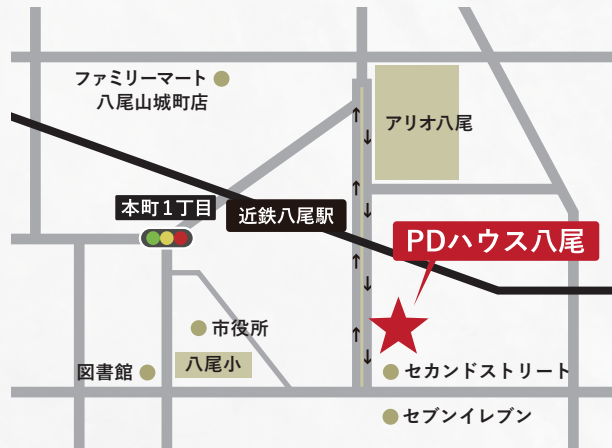 ファミリーマート
八尾山城町店
アリオ八尾
本町1丁目
近鉄八尾駅
PDハウス八尾
市役所
図書館
八尾小
セカンドストリート
セブンイレブン